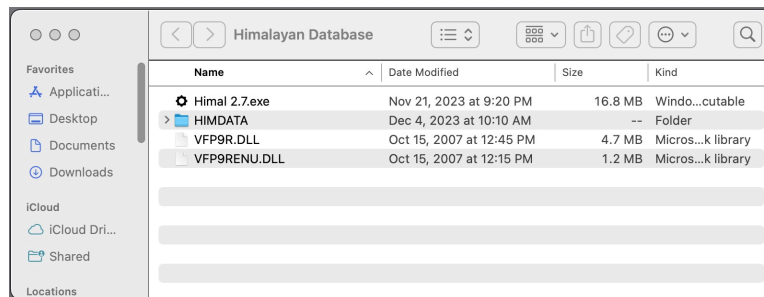 Himalayan Database
Favorites
Applicati...
Desktop
Documents
Downloads
iCloud
iCloud Dri...
Shared
Locations
Name Date Modified Size Kind
Himal 2.7.exe Nov 21, 2023 at 9:20 PM 16.8 MB Windo...cutable
HIMDATA Dec 4, 2023 at 10:10 AM -- Folder
VFP9R.DLL Oct 15, 2007 at 12:45 PM 4.7 MB Micros...k library
VFP9RENU.DLL Oct 15, 2007 at 12:15 PM 1.2 MB Micros...k library